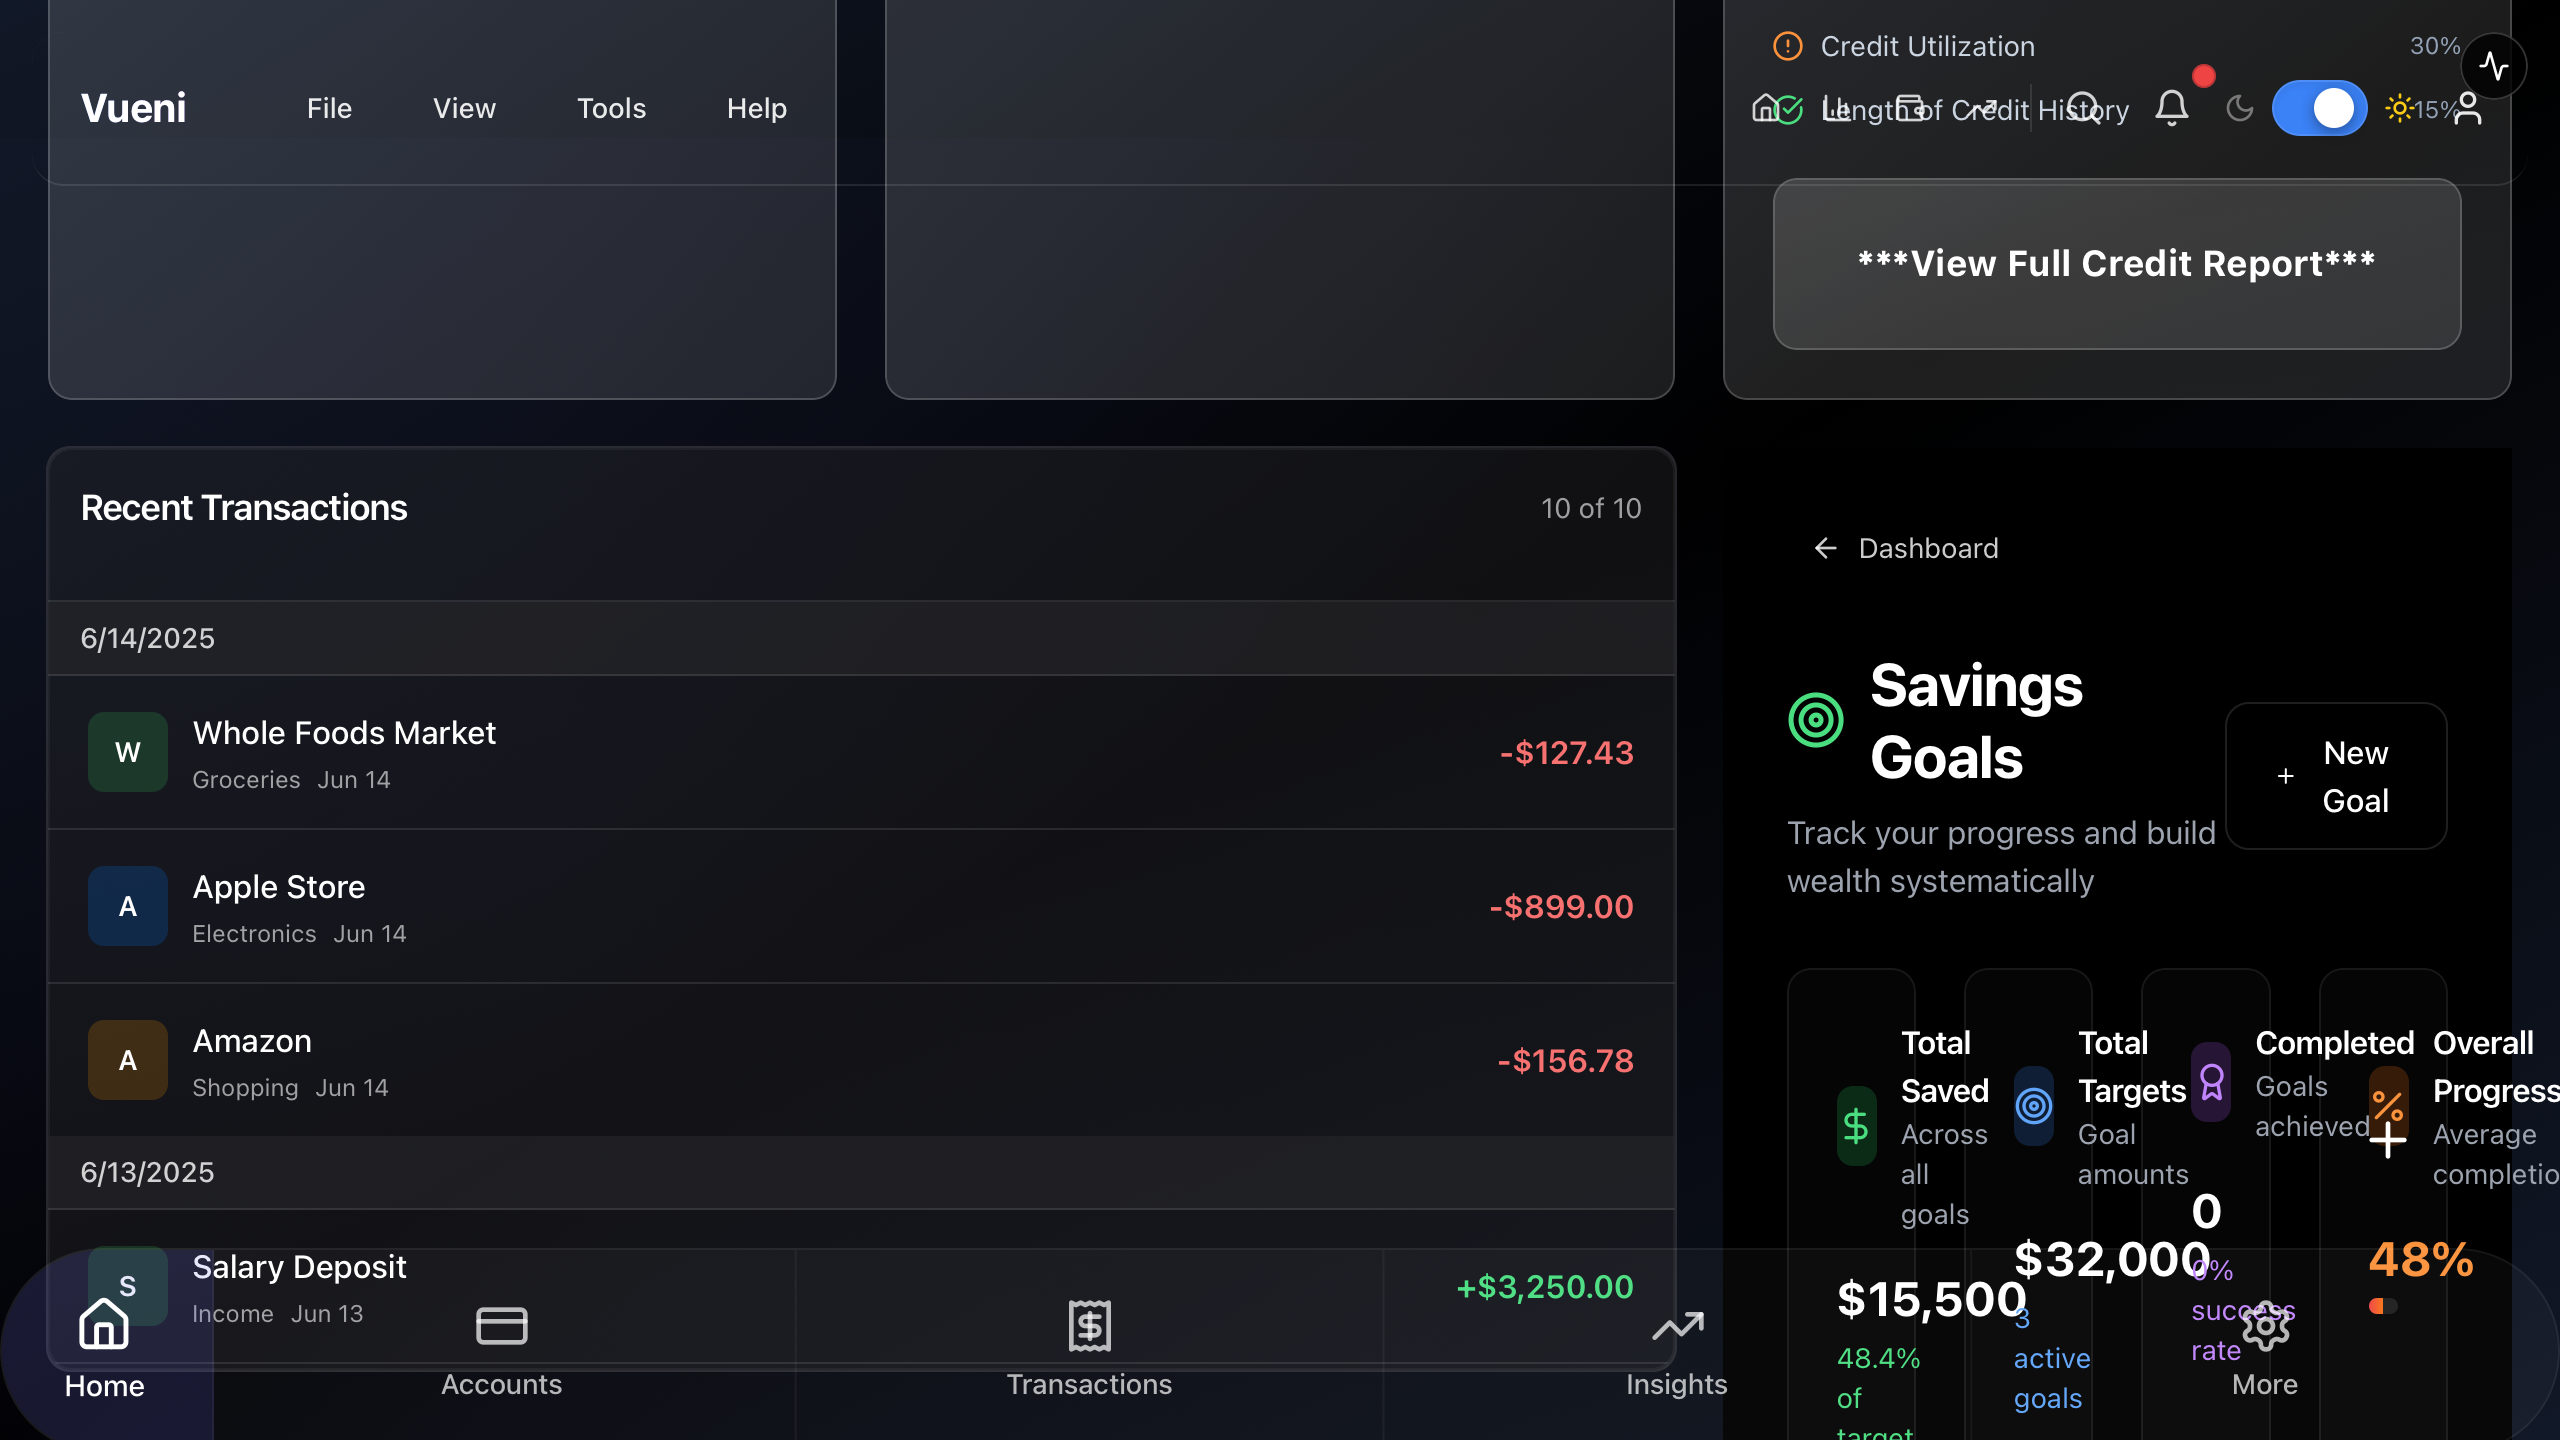 Credit Utilization 30%
Vueni File View Tools Help
Length of Credit History 15%
***View Full Credit Report***
Recent Transactions 10 of 10
6/14/2025
W Whole Foods Market -$127.43
Groceries Jun 14
A Apple Store -$899.00
Electronics Jun 14
A Amazon -$156.78
Shopping Jun 14
6/13/2025
S Salary Deposit +$3,250.00
Income Jun 13
Dashboard
Savings
Goals
New
Goal
Track your progress and build
wealth systematically
Total
Saved
Across
all
goals
$15,500
48.4%
of
target
Total
Targets
Goal
amounts
$32,000
3
active
goals
Completed
Goals
achieved
0
0%
success
rate
Overall
Progress
Average
completio
48%
Home Accounts Transactions Insights More